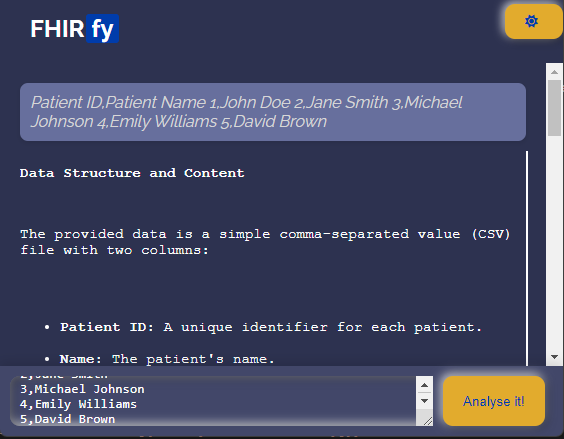 FHIR fy
Patient ID,Patient Name 1,John Doe 2,Jane Smith 3,Michael
Johnson 4,Emily Williams 5,David Brown
Data Structure and Content
The provided data is a simple comma-separated value (CSV)
file with two columns:
• Patient ID: A unique identifier for each patient.
• Name: The patient's name.
2,Jane Smith
3,Michael Johnson
4,Emily Williams
5,David Brown
Analyse it!